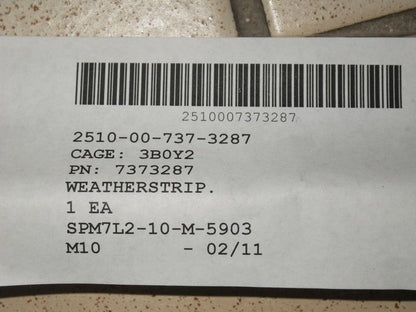 2510007373287
2510-00-737-3287
CAGE: 3B0Y2
PN: 7373287
WEATHERSTRIP.
1 EA
SPM7L2-10-M-5903
M10 - 02/11